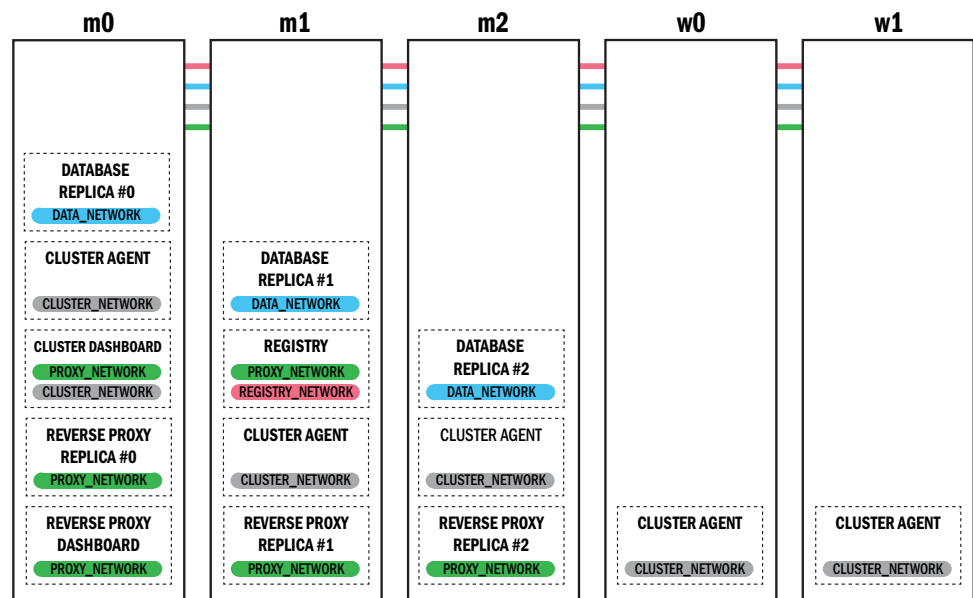 m0
m1
m2
w0
w1
DATABASE
REPLICA #0
DATA_NETWORK
CLUSTER AGENT
CLUSTER_NETWORK
CLUSTER DASHBOARD
PROXY_NETWORK
CLUSTER_NETWORK
REVERSE PROXY
REPLICA #0
PROXY_NETWORK
REVERSE PROXY
DASHBOARD
PROXY_NETWORK
DATABASE
REPLICA #1
DATA_NETWORK
REGISTRY
PROXY_NETWORK
REGISTRY_NETWORK
CLUSTER AGENT
CLUSTER_NETWORK
REVERSE PROXY
REPLICA #1
PROXY_NETWORK
DATABASE
REPLICA #2
DATA_NETWORK
CLUSTER AGENT
CLUSTER_NETWORK
REVERSE PROXY
REPLICA #2
PROXY_NETWORK
CLUSTER AGENT
CLUSTER_NETWORK
CLUSTER AGENT
CLUSTER_NETWORK